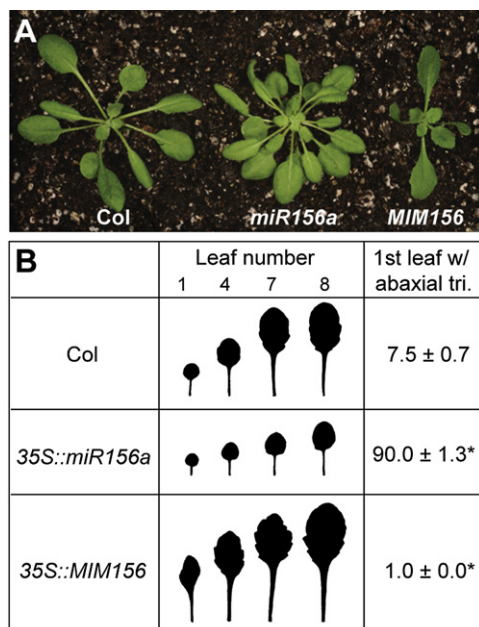 A
Col
miR156a
MIM156
B
Leaf number
1st leaf w/
abaxial tri.
1 4 7 8
Col
7.5 ± 0.7
35S::miR156a
90.0 ± 1.3*
35S::MIM156
1.0 ± 0.0*